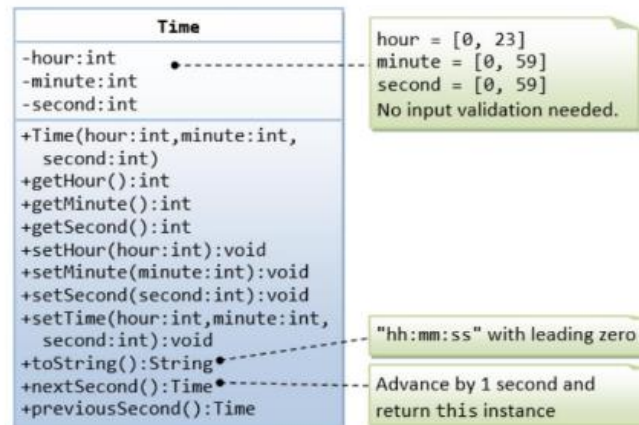 Time
-hour:int
-minute:int
-second:int
+Time(hour:int,minute:int,
second:int)
+getHour():int
+getMinute():int
+getSecond():int
+setHour(hour:int):void
+setMinute(minute:int):void
+setSecond(second:int):void
+setTime(hour:int,minute:int,
second:int):void
+toString():String
+nextSecond():Time
+previousSecond():Time
hour = [0, 23]
minute = [0, 59]
second = [0, 59]
No input validation needed.
"hh:mm:ss" with leading zero
Advance by 1 second and
return this instance